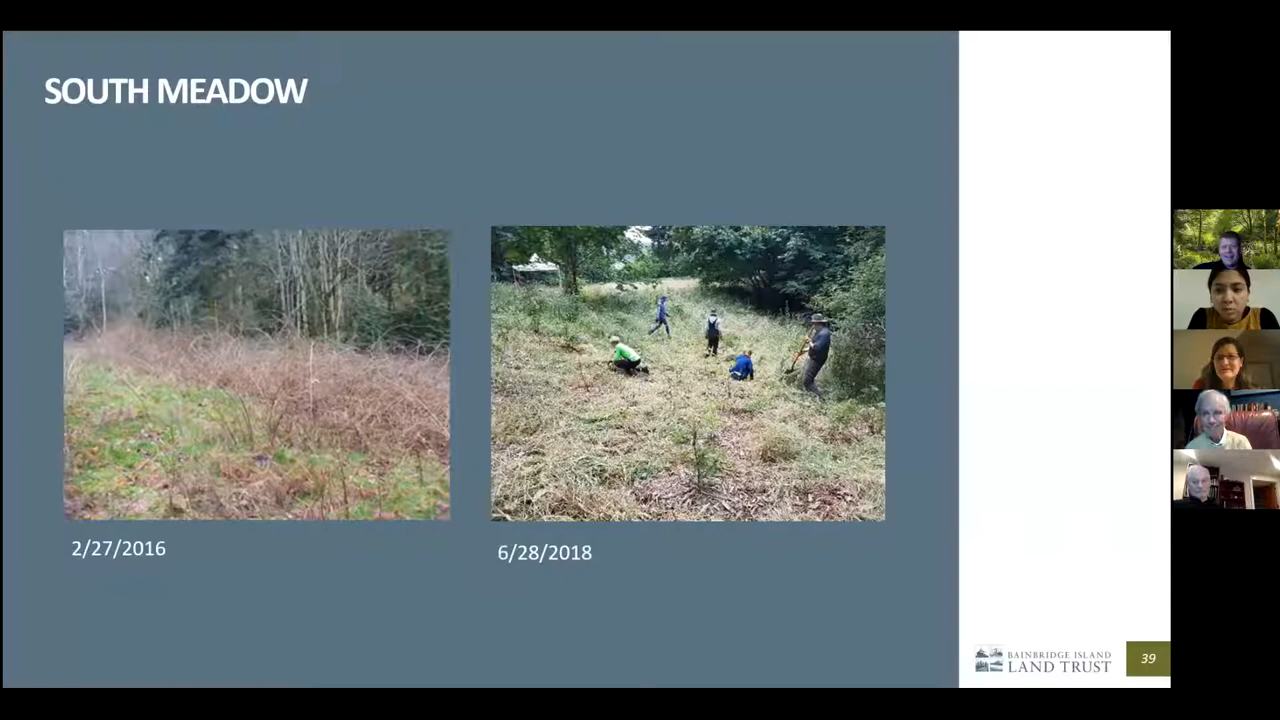 SOUTH MEADOW
2/27/2016
6/28/2018
BAINBRIDGE ISLAND
LAND TRUST
39